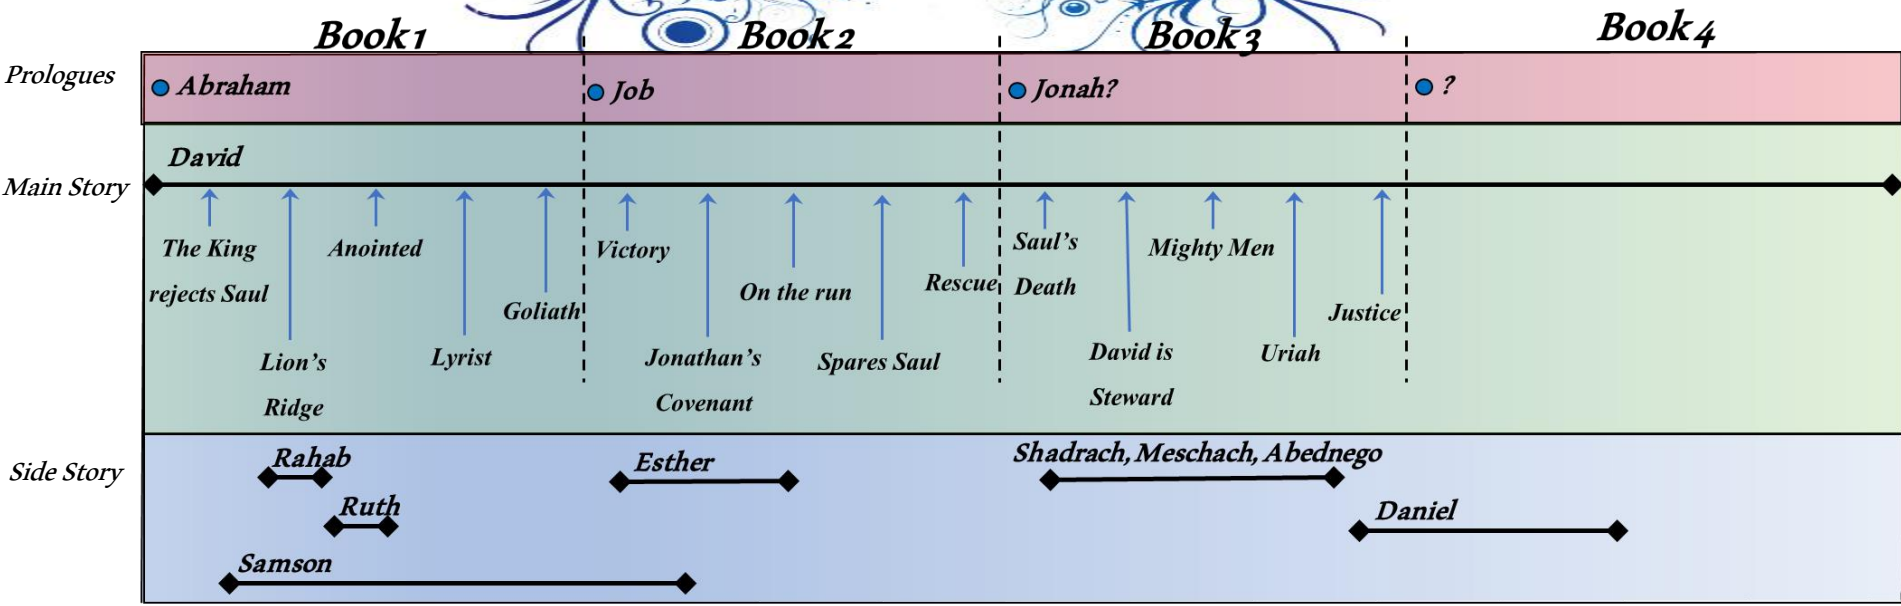 Book 1
Book 2
Book 3
Book 4
Prologues
Abraham
Job
Jonah?
?
Main Story
David
The King
rejects Saul
Lion's
Ridge
Anointed
Lyrist
Goliath
Victory
Jonathan's
Covenant
On the run
Spares Saul
Rescue
Saul's
Death
David is
Steward
Mighty Men
Uriah
Justice
Side Story
Rahab
Ruth
Samson
Esther
Shadrach, Meschach, Abednego
Daniel